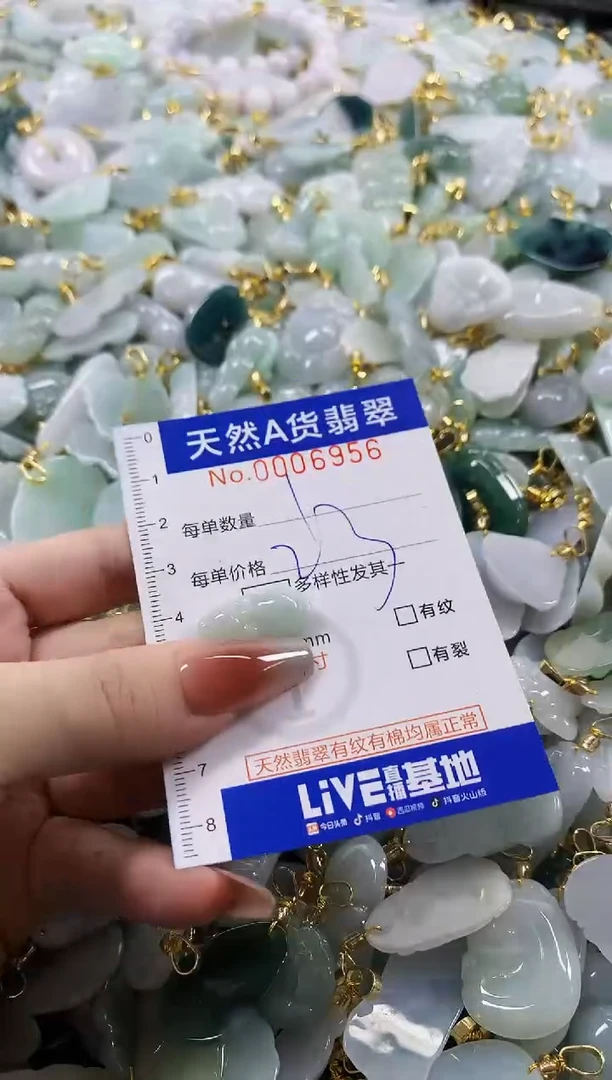 天然A货翡翠
No.0006956
0
1
2
3
4
7
8
每单数量
每单价格
多样性发其
有纹
mm
寸
有裂
天然翡翠有纹有棉均属正常
LiVE直播基地
今日头条 抖音 西瓜视频 抖音火山版